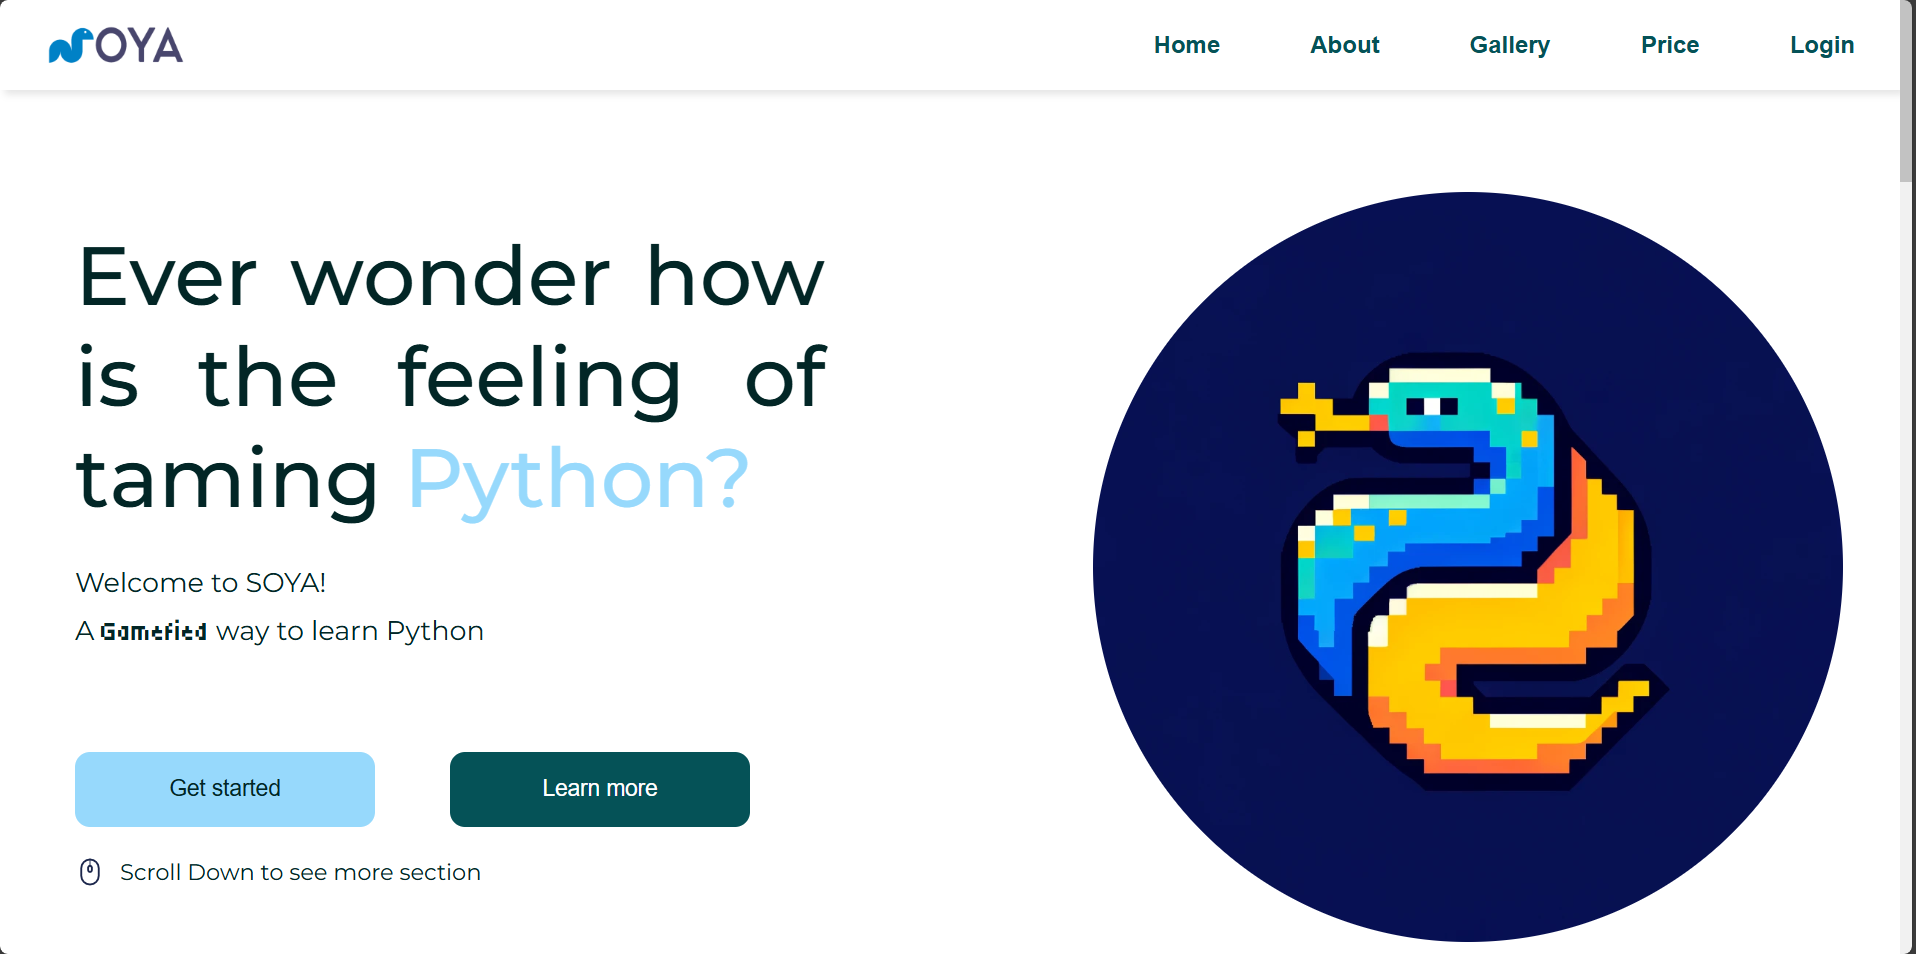 SOYA
Home About Gallery Price Login
Ever wonder how
is the feeling of
taming Python?
Welcome to SOYA!
A Gamefied way to learn Python
Get started
Learn more
Scroll Down to see more section